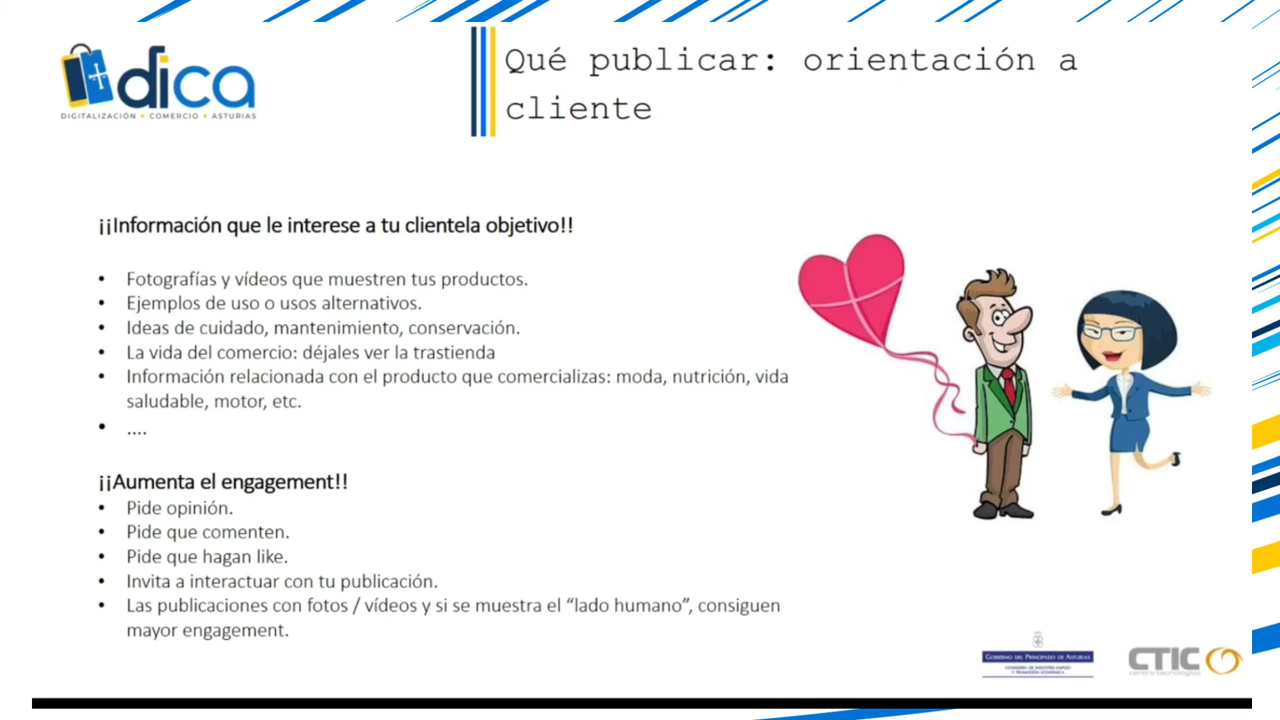 dica
DIGITALIZACIÓN • COMERCIO • ASTURIAS
Qué publicar: orientación a
cliente
¡¡Información que le interese a tu clientela objetivo!!
• Fotografías y vídeos que muestren tus productos.
• Ejemplos de uso o usos alternativos.
• Ideas de cuidado, mantenimiento, conservación.
• La vida del comercio: déjales ver la trastienda
• Información relacionada con el producto que comercializas: moda, nutrición, vida
saludable, motor, etc.
• ....
¡¡Aumenta el engagement!!
• Pide opinión.
• Pide que comenten.
• Pide que hagan like.
• Invita a interactuar con tu publicación.
• Las publicaciones con fotos / vídeos y si se muestra el “lado humano”, consiguen
mayor engagement.
GOBIERNO DEL PRINCIPADO DE ASTURIAS
CONSEJERÍA DE INDUSTRIA, EMPLEO
Y PROMOCIÓN ECONÓMICA
CTIC
centro tecnológico